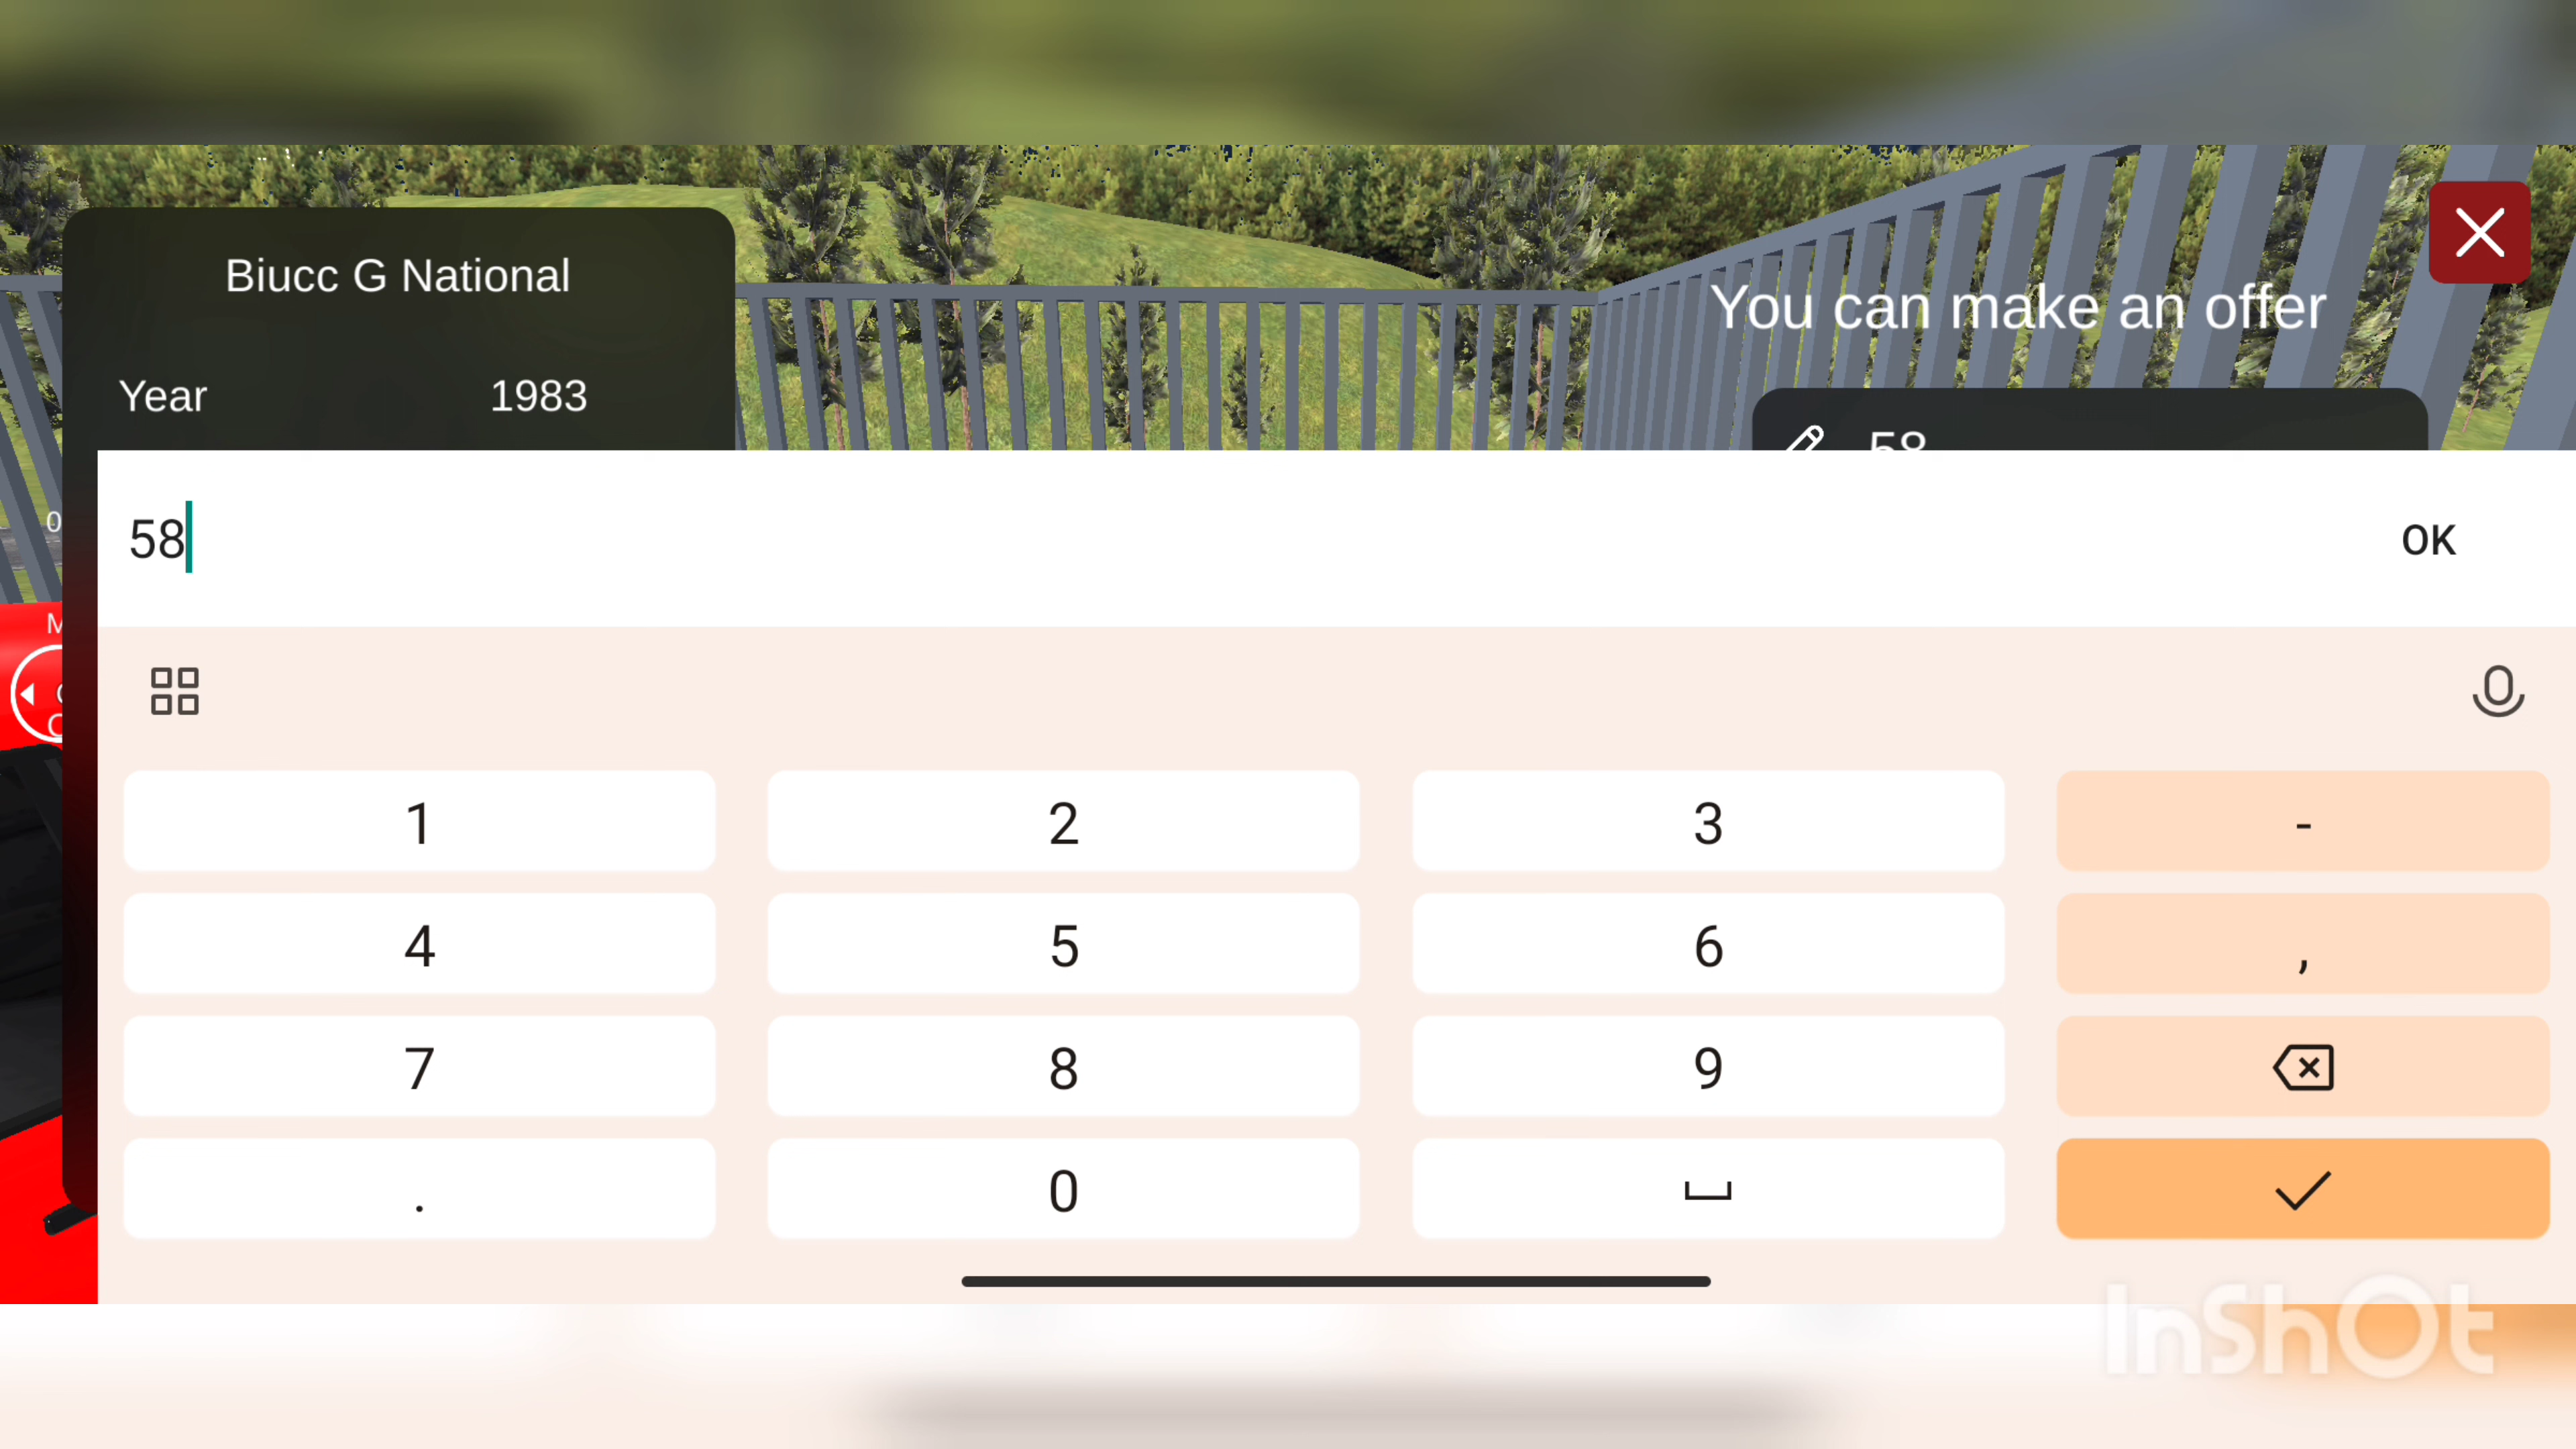 Biucc G National
You can make an offer
Year 1983
58
58
OK
1 2 3 -
4 5 6 ,
7 8 9
. 0
InShOt